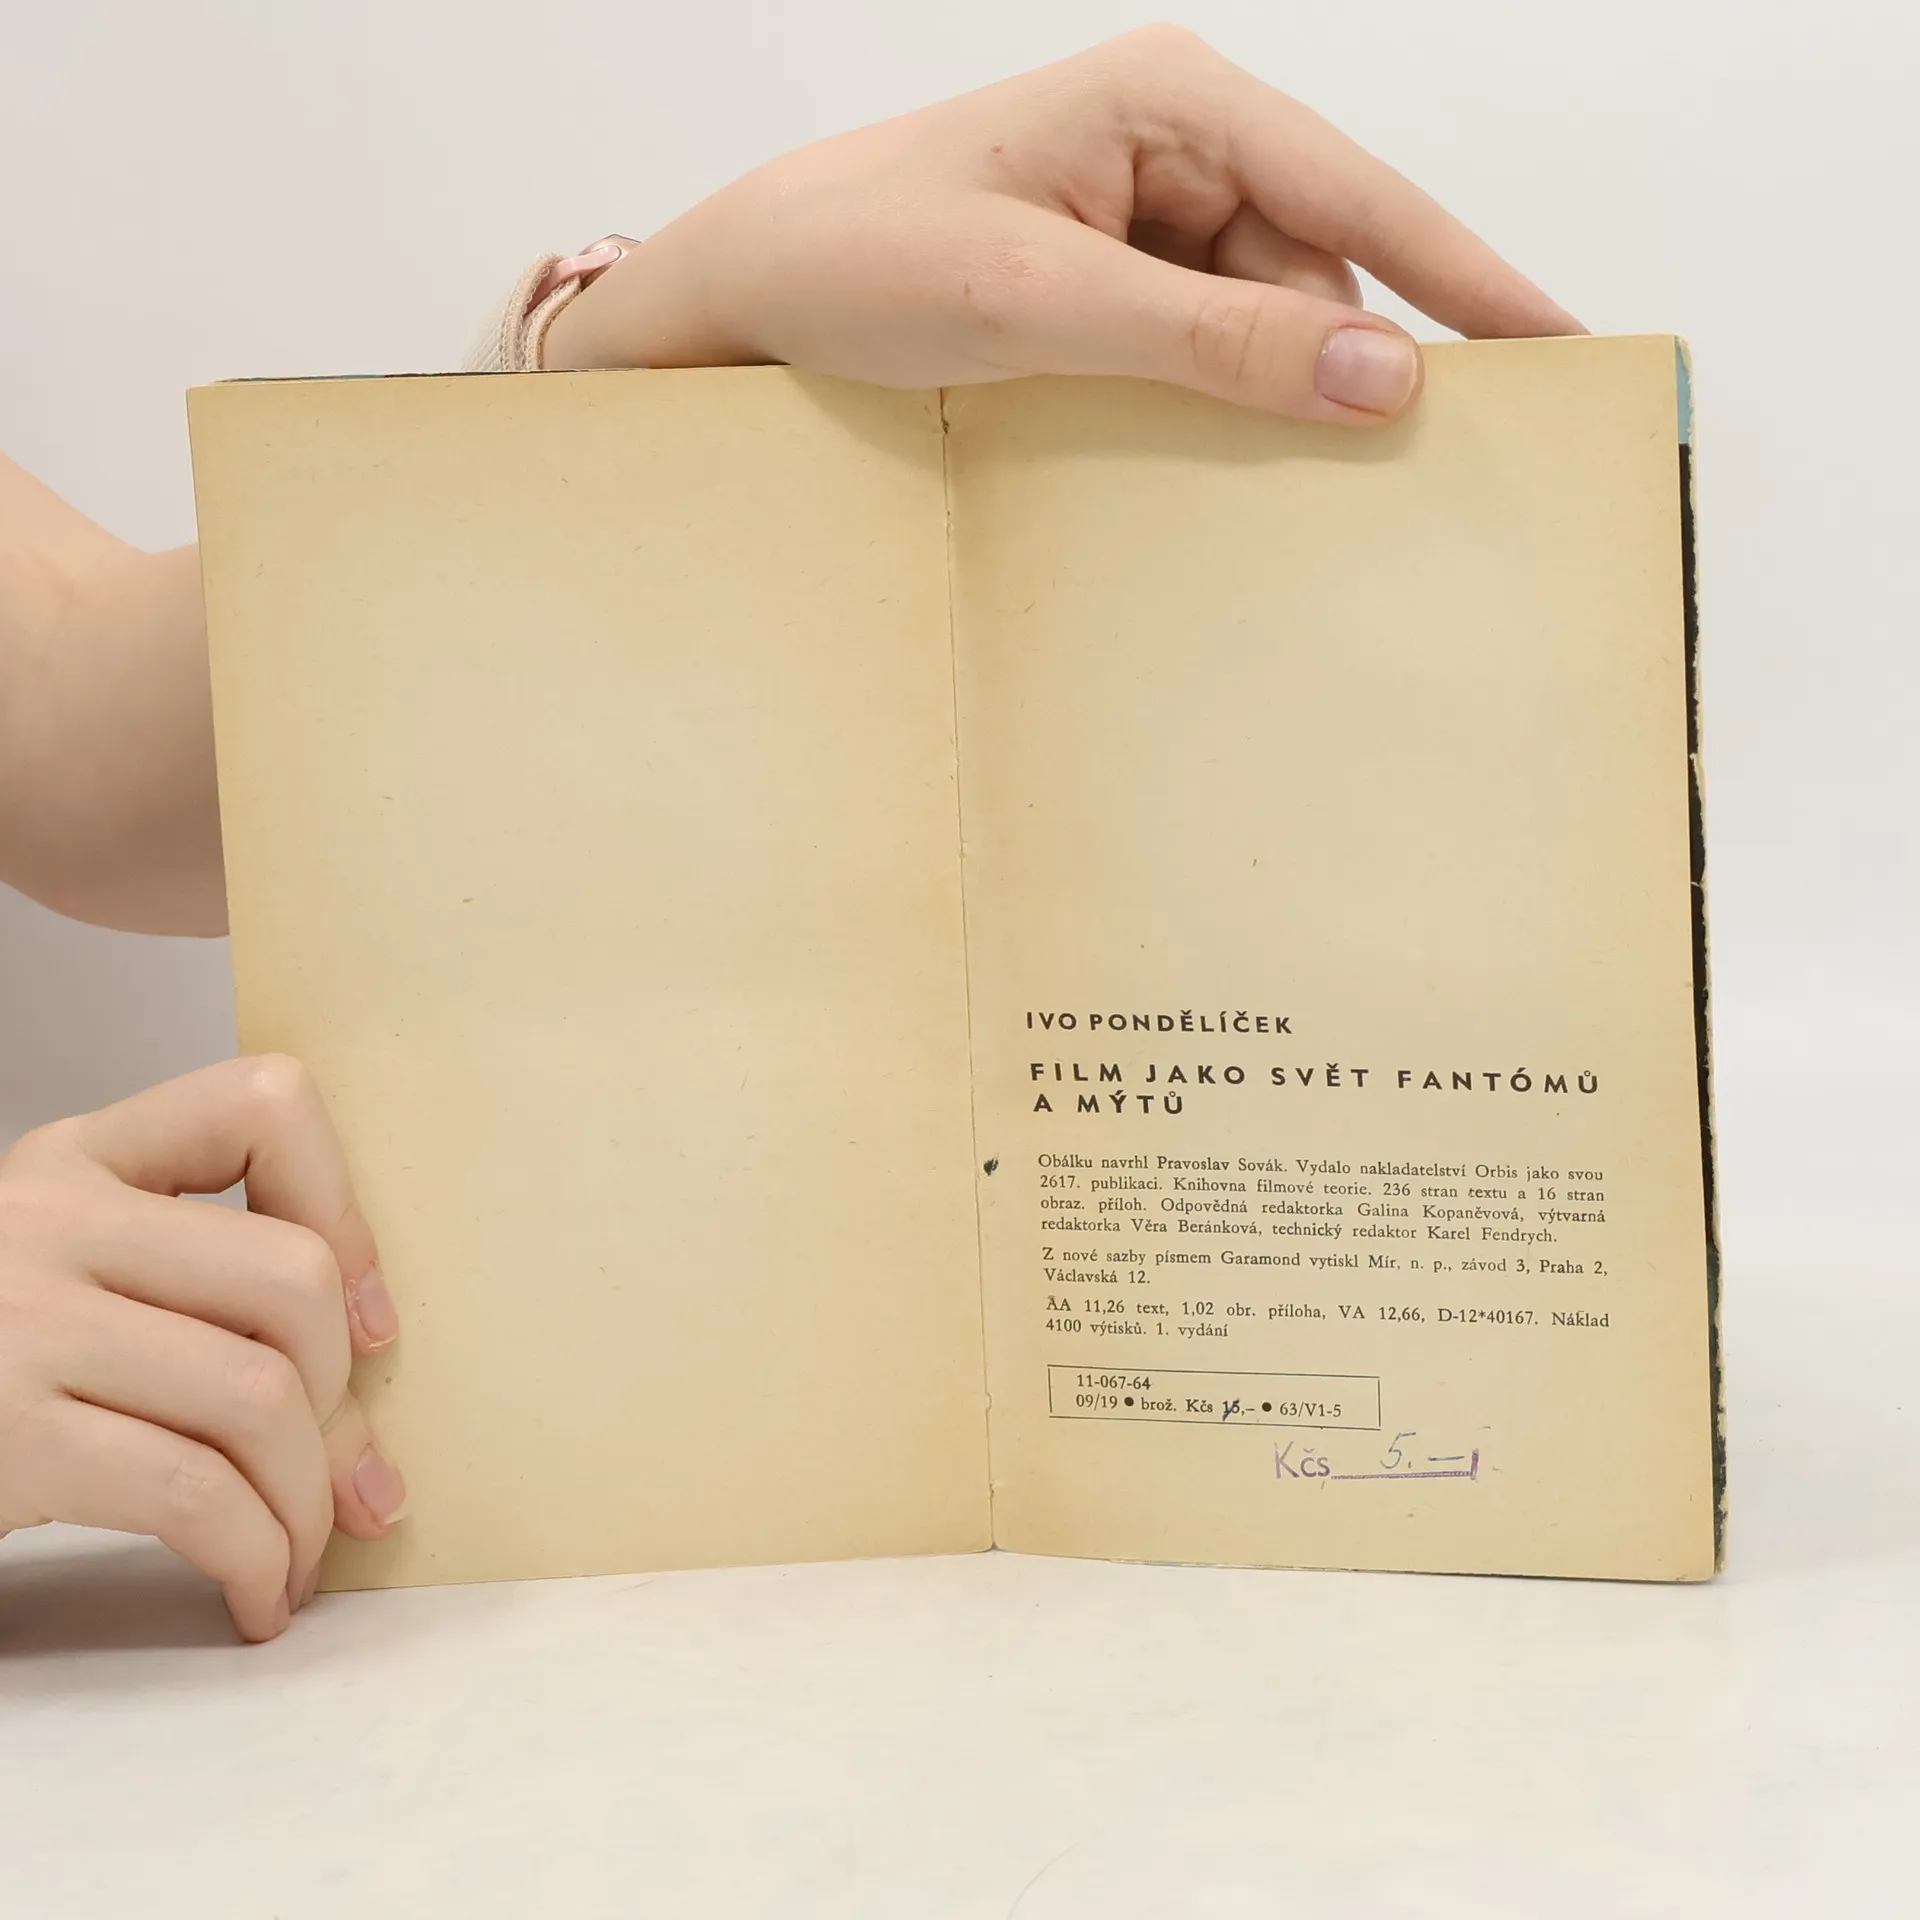 IVO PONDĚLÍČEK
FILM JAKO SVĚT FANTÓMŮ
A MÝTŮ
Obálku navrhl Pravoslav Sovák. Vydalo nakladatelství Orbis jako svou
2617. publikaci. Knihovna filmové teorie. 236 stran textu a 16 stran
obraz. příloh. Odpovědná redaktorka Galina Kopaněvová, výtvarná
redaktorka Věra Beránková, technický redaktor Karel Fendrych.
Z nové sazby písmem Garamond vytiskl Mír, n. p., závod 3, Praha 2,
Václavská 12.
AA 11,26 text, 1,02 obr. příloha, VA 12,66, D-12*40167. Náklad
4100 výtisků. 1. vydání
11-067-64
09/19 ● brož. Kčs 15,– ● 63/V1-5
Kčs 5.–